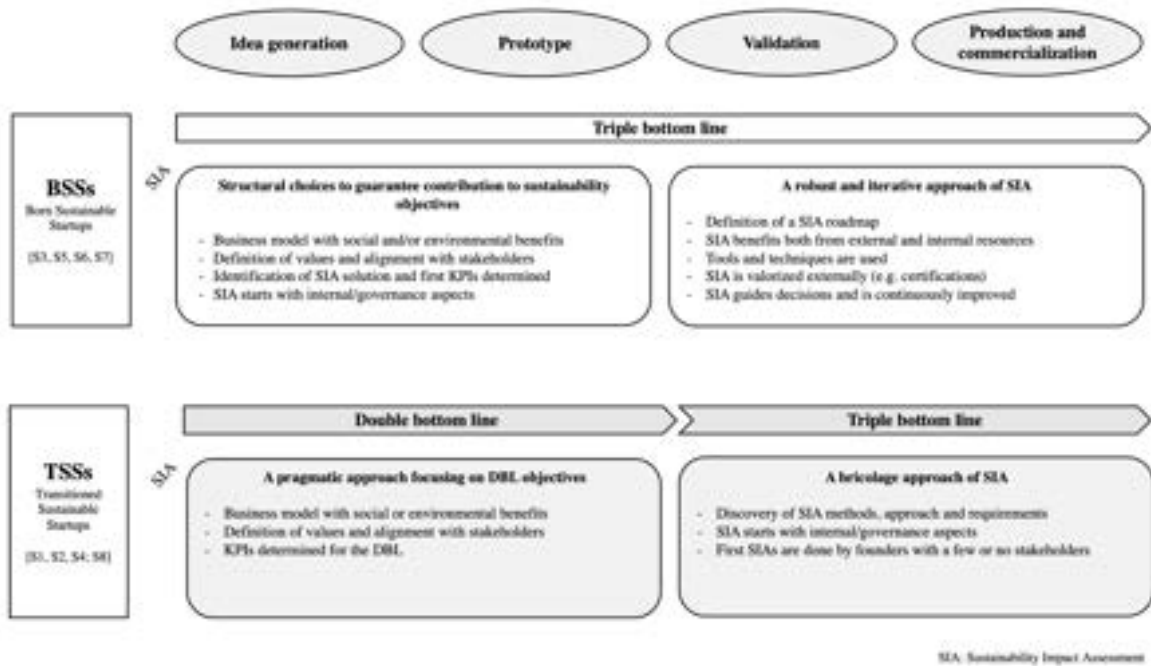 Idea generation
Prototype
Validation
Production and
commercialization
Triple bottom line
BSSs
Born Sustainable
Startups
[S3, S5, S6, S7]
SIA
Structural choices to guarantee contribution to sustainability
objectives
- Business model with social and/or environmental benefits
- Definition of values and alignment with stakeholders
- Identification of SIA solution and first KPIs determined
- SIA starts with internal/governance aspects
A robust and iterative approach of SIA
- Definition of a SIA roadmap
- SIA benefits both from external and internal resources
- Tools and techniques are used
- SIA is valorized externally (e.g. certifications)
- SIA guides decisions and is continuously improved
Double bottom line
Triple bottom line
TSSs
Transitioned
Sustainable
Startups
[S1, S2, S4; S8]
SIA
A pragmatic approach focusing on DBL objectives
- Business model with social or environmental benefits
- Definition of values and alignment with stakeholders
- KPIs determined for the DBL
A bricolage approach of SIA
- Discovery of SIA methods, approach and requirements
- SIA starts with internal/governance aspects
- First SIAs are done by founders with a few or no stakeholders
SIA: Sustainability Impact Assessment